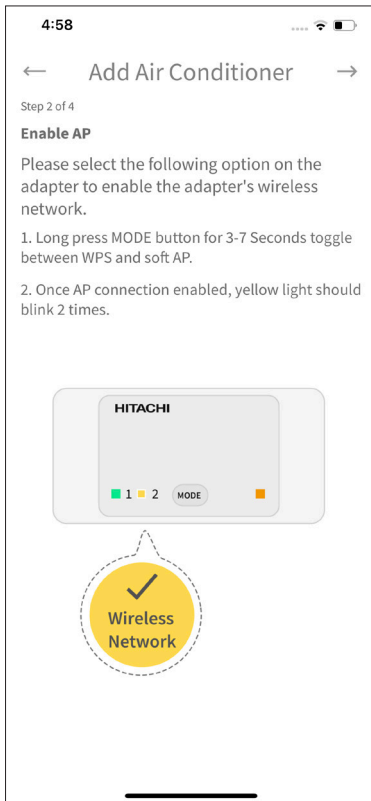 4:58
Add Air Conditioner
Step 2 of 4
Enable AP
Please select the following option on the
adapter to enable the adapter's wireless
network.
1. Long press MODE button for 3-7 Seconds toggle
between WPS and soft AP.
2. Once AP connection enabled, yellow light should
blink 2 times.
HITACHI
1 2 MODE
Wireless
Network